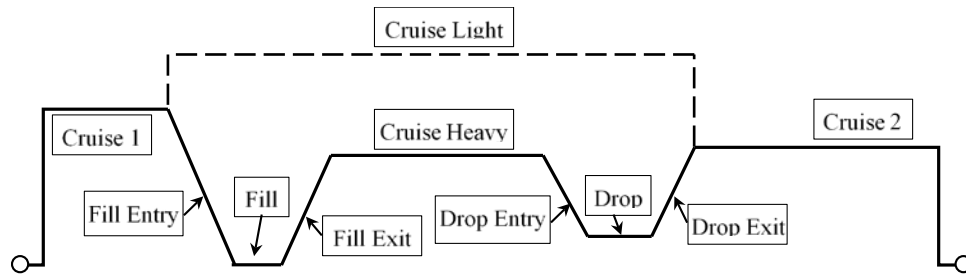 Cruise Light
Cruise 1
Cruise Heavy
Cruise 2
Fill Entry
Fill
Fill Exit
Drop Entry
Drop
Drop Exit